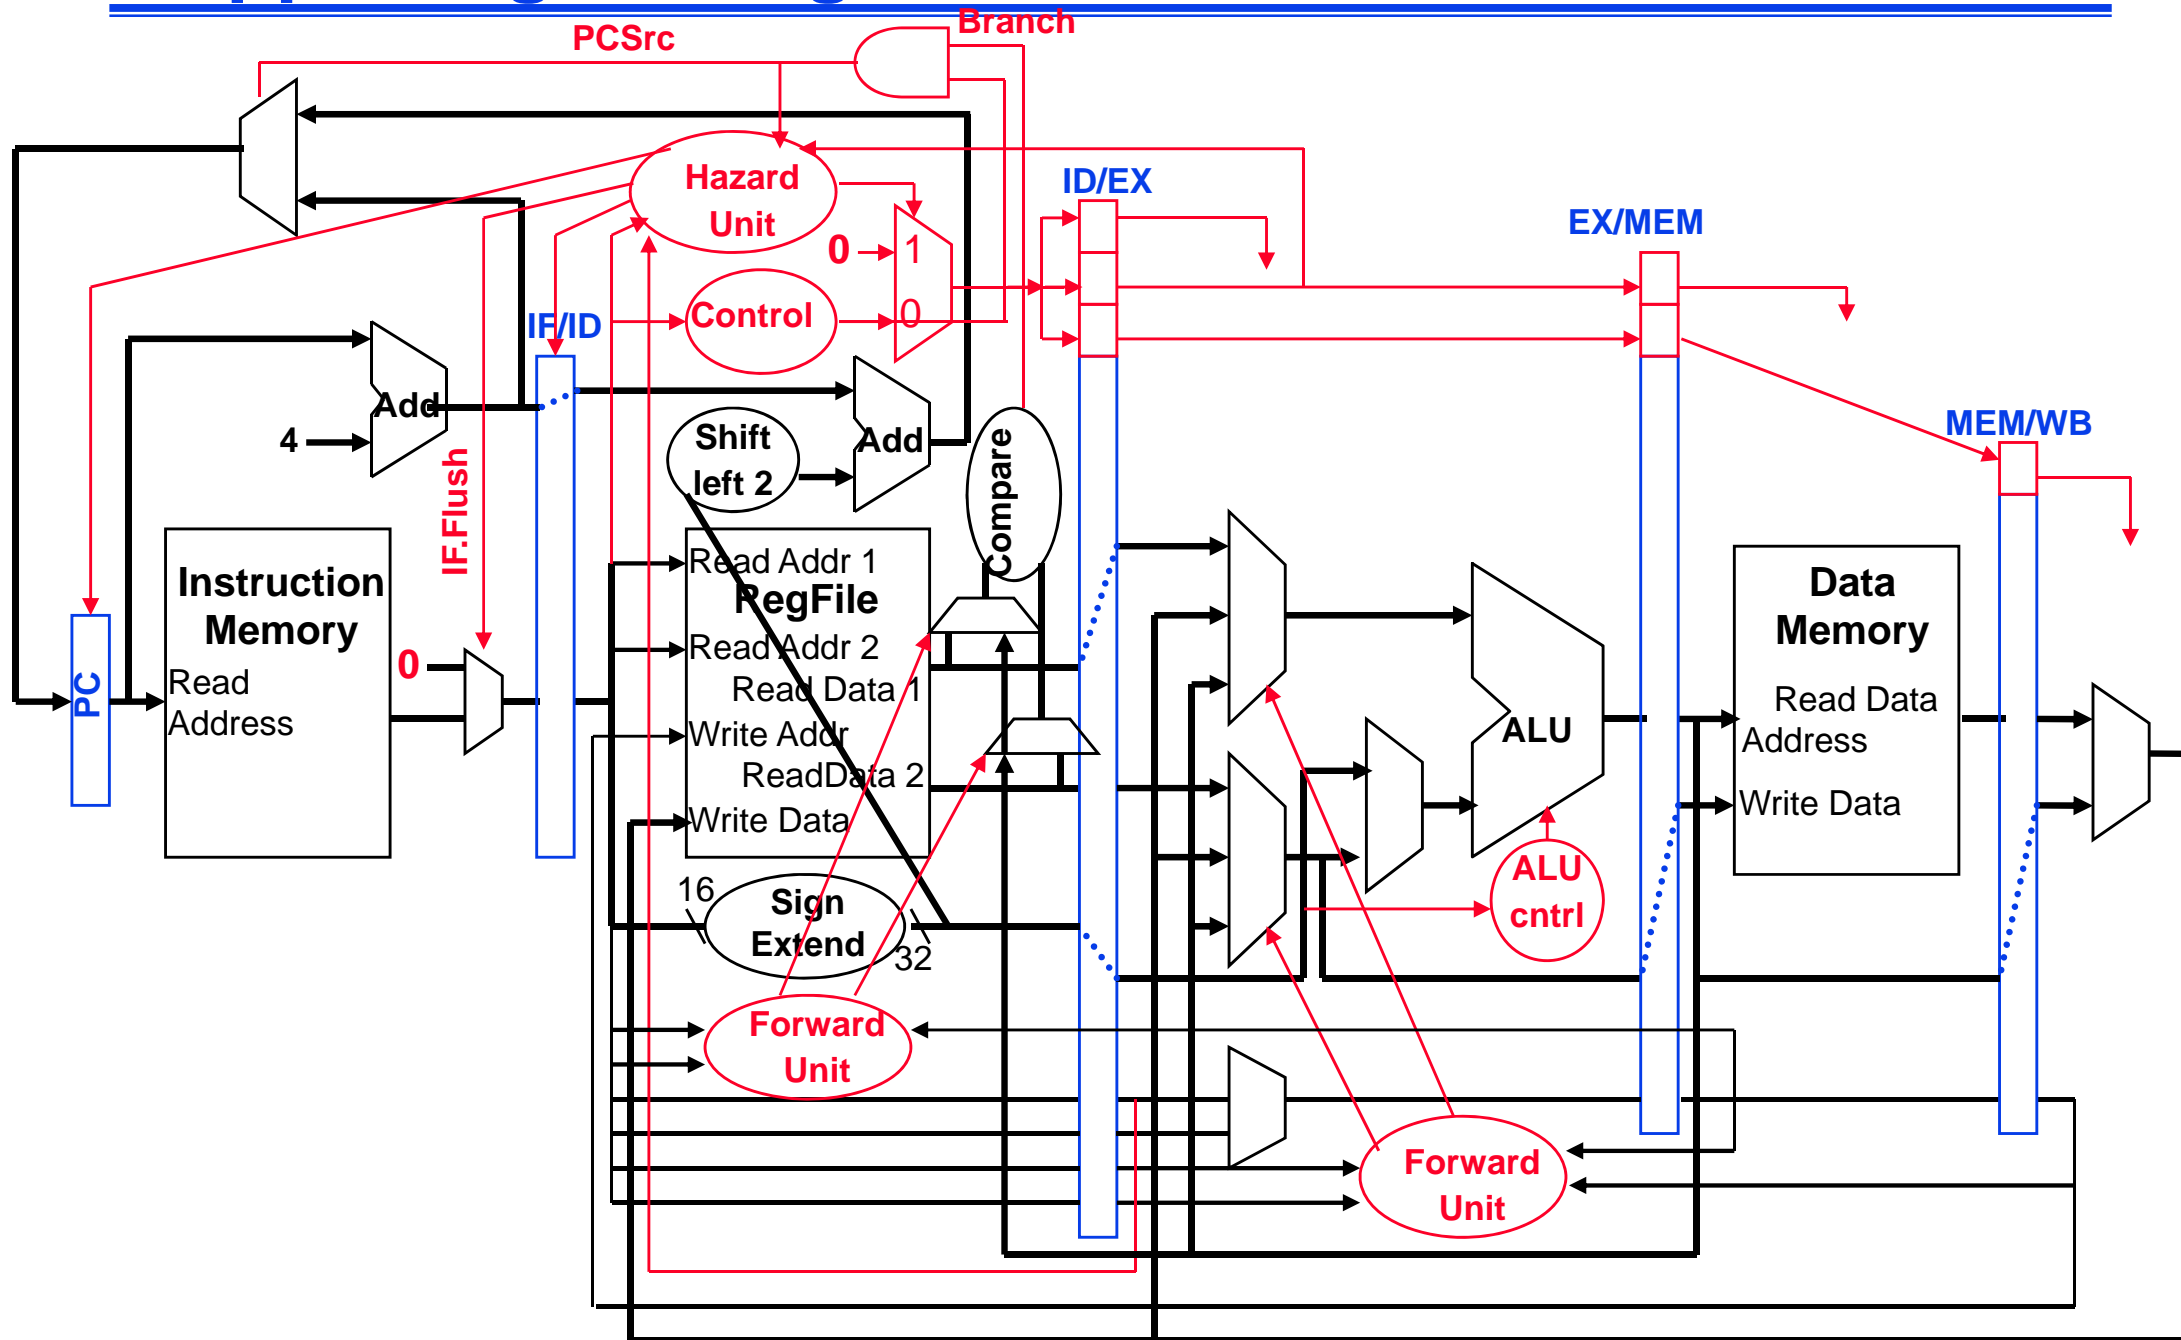 Branch
PCSrc
Hazard
Unit
ID/EX
EX/MEM
0
1
Control
0
IF/ID
Add
4
Shift
left 2
Add
Compare
MEM/WB
IF.Flush
Instruction
Memory
Read
Address
PC
0
Read Addr 1
RegFile
Read Addr 2
Read Data 1
Write Addr
ReadData 2
Write Data
16
Sign
Extend
32
ALU
ALU
cntrl
Data
Memory
Read Data
Address
Write Data
Forward
Unit
Forward
Unit